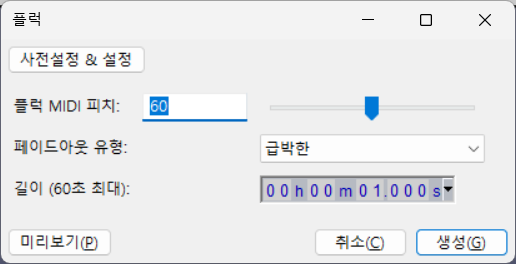 플럭
사전설정 & 설정
플럭 MIDI 피치: 60
페이드아웃 유형: 급박한
길이 (60초 최대): 00h00m01.000s
미리보기(P) 취소(C) 생성(G)